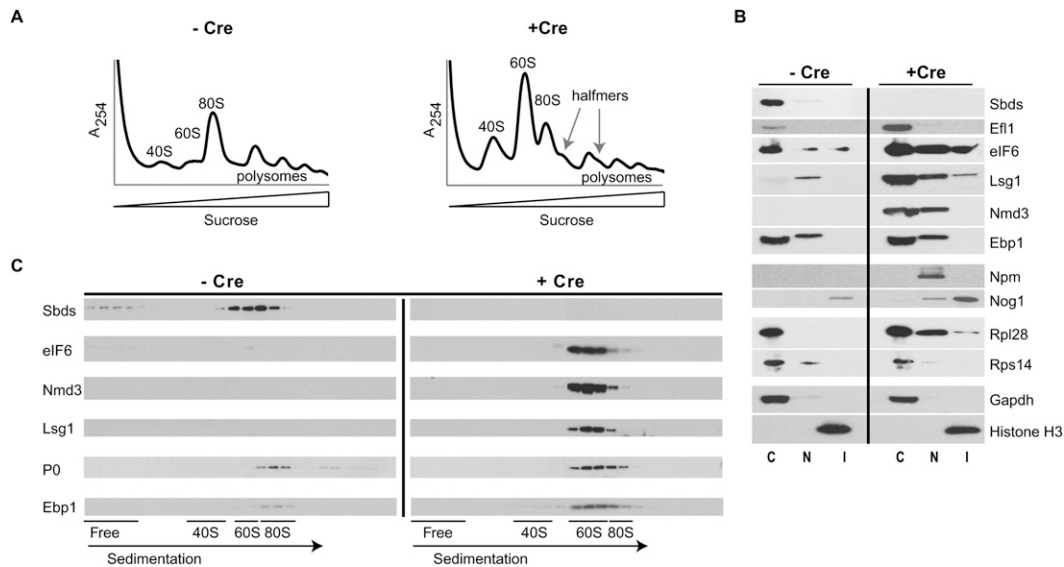 A
- Cre
+Cre
A254
40S
60S
80S
polysomes
Sucrose
A254
40S
60S
80S
halfmers
polysomes
Sucrose
B
- Cre
+Cre
Sbds
Efl1
eIF6
Lsg1
Nmd3
Ebp1
Npm
Nog1
Rpl28
Rps14
Gapdh
Histone H3
C N I C N I
C
- Cre
+ Cre
Sbds
eIF6
Nmd3
Lsg1
P0
Ebp1
Free 40S 60S 80S Free 40S 60S 80S
Sedimentation Sedimentation